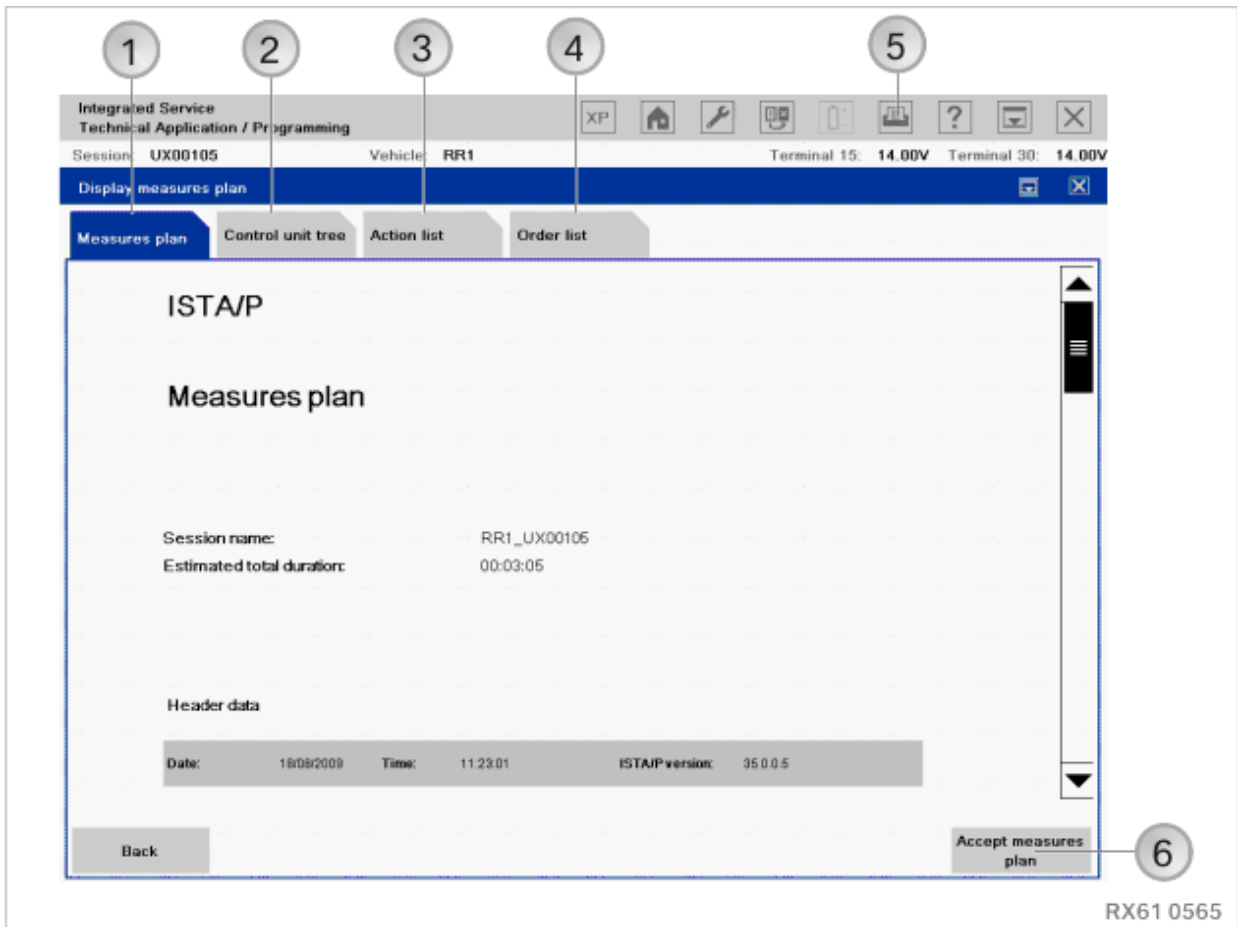 1 2 3 4 5
Integrated Service
Technical Application / Programming
XP ?
Session: UX00105 Vehicle: RR1 Terminal 15: 14.00V Terminal 30: 14.00V
Display measures plan
Measures plan Control unit tree Action list Order list
ISTA/P
Measures plan
Session name: RR1_UX00105
Estimated total duration: 00:03:05
Header data
Date: 18/08/2009 Time: 11:23:01 ISTA/P version: 35.0.0.5
Back
Accept measures
plan
6
RX61 0565